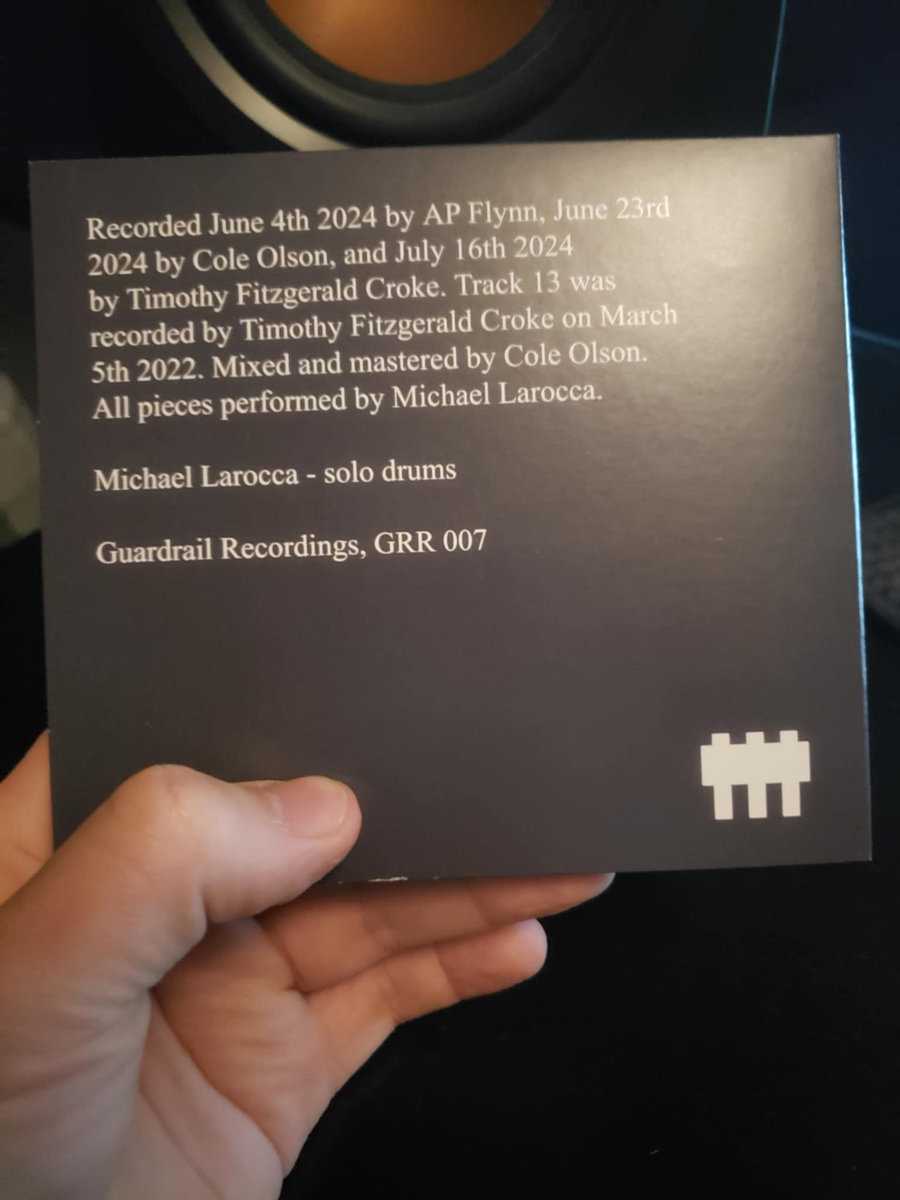 Recorded June 4th 2024 by AP Flynn, June 23rd
2024 by Cole Olson, and July 16th 2024
by Timothy Fitzgerald Croke. Track 13 was
recorded by Timothy Fitzgerald Croke on March
5th 2022. Mixed and mastered by Cole Olson.
All pieces performed by Michael Larocca.
Michael Larocca - solo drums
Guardrail Recordings, GRR 007